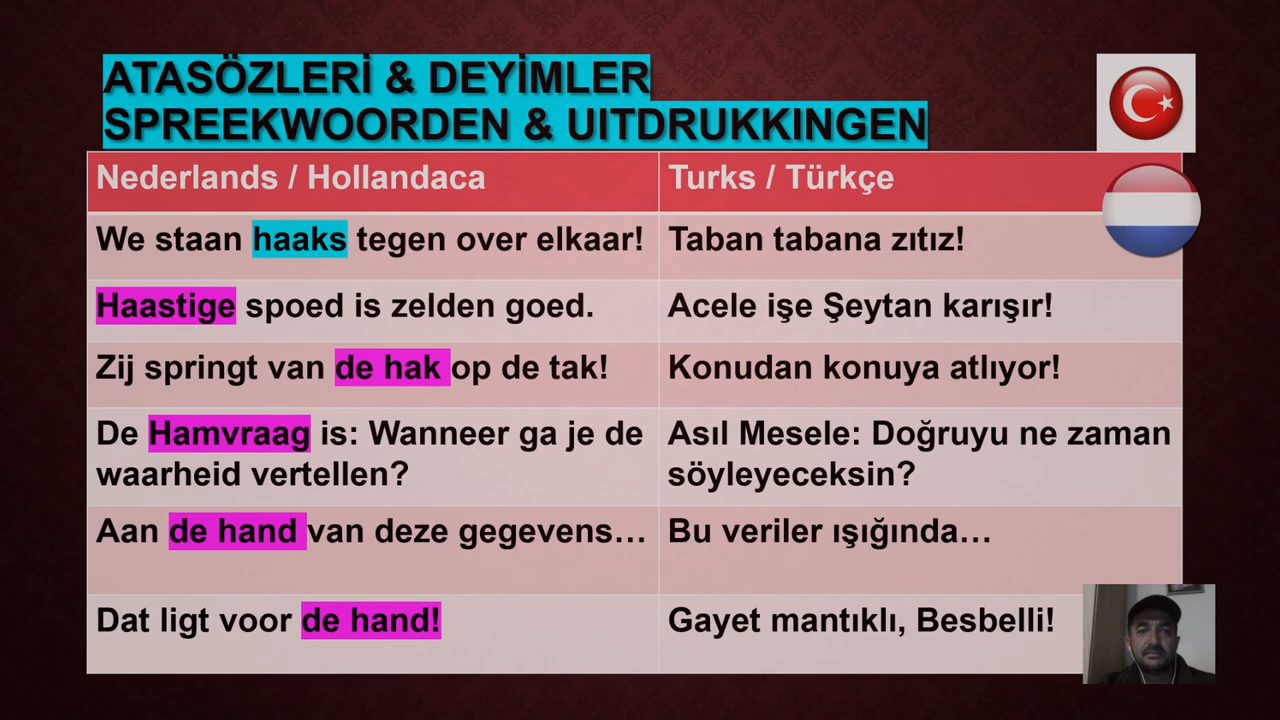 ATASÖZLERİ & DEYİMLER
SPREEKWOORDEN & UITDRUKKINGEN
Nederlands / Hollandaca
Turks / Türkçe
We staan haaks tegen over elkaar!
Taban tabana zıtız!
Haastige spoed is zelden goed.
Acele işe Şeytan karışır!
Zij springt van de hak op de tak!
Konudan konuya atlıyor!
De Hamvraag is: Wanneer ga je de
waarheid vertellen?
Asıl Mesele: Doğruyu ne zaman
söyleyeceksin?
Aan de hand van deze gegevens…
Bu veriler ışığında…
Dat ligt voor de hand!
Gayet mantıklı, Besbelli!